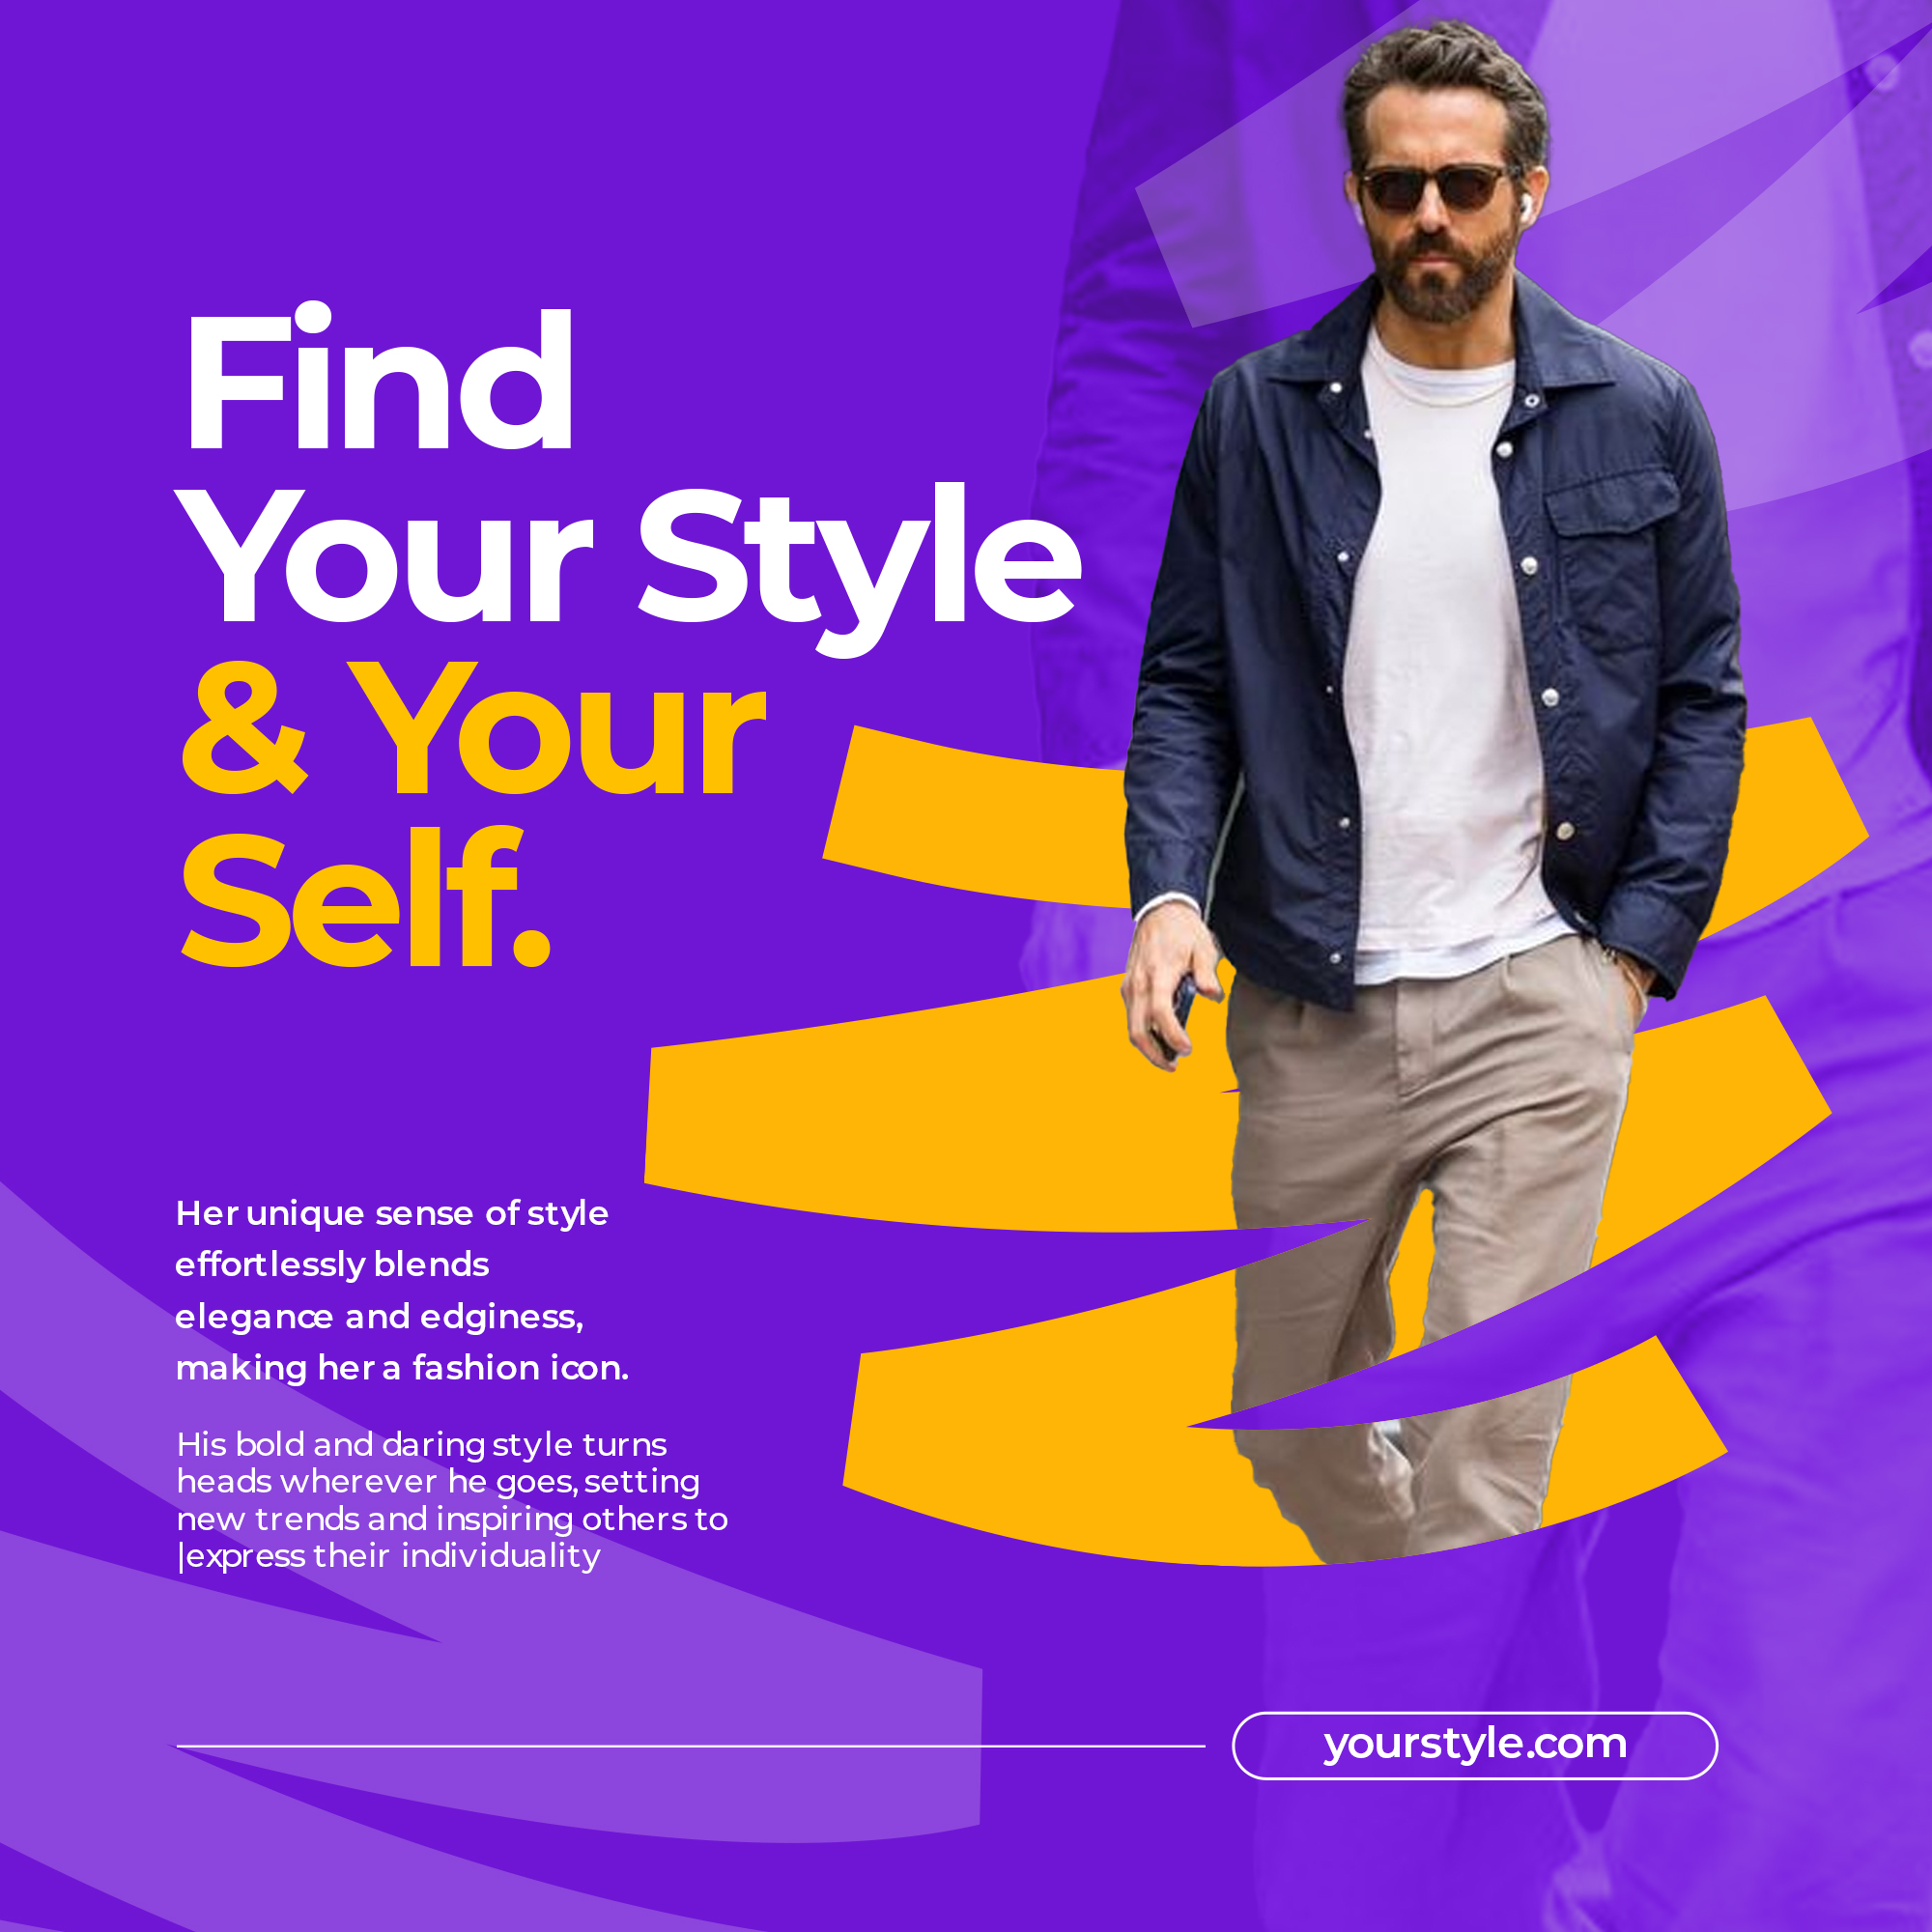 Find
Your Style
& Your
Self.
Her unique sense of style
effortlessly blends
elegance and edginess,
making her a fashion icon.
His bold and daring style turns
heads wherever he goes, setting
new trends and inspiring others to
|express their individuality
yourstyle.com